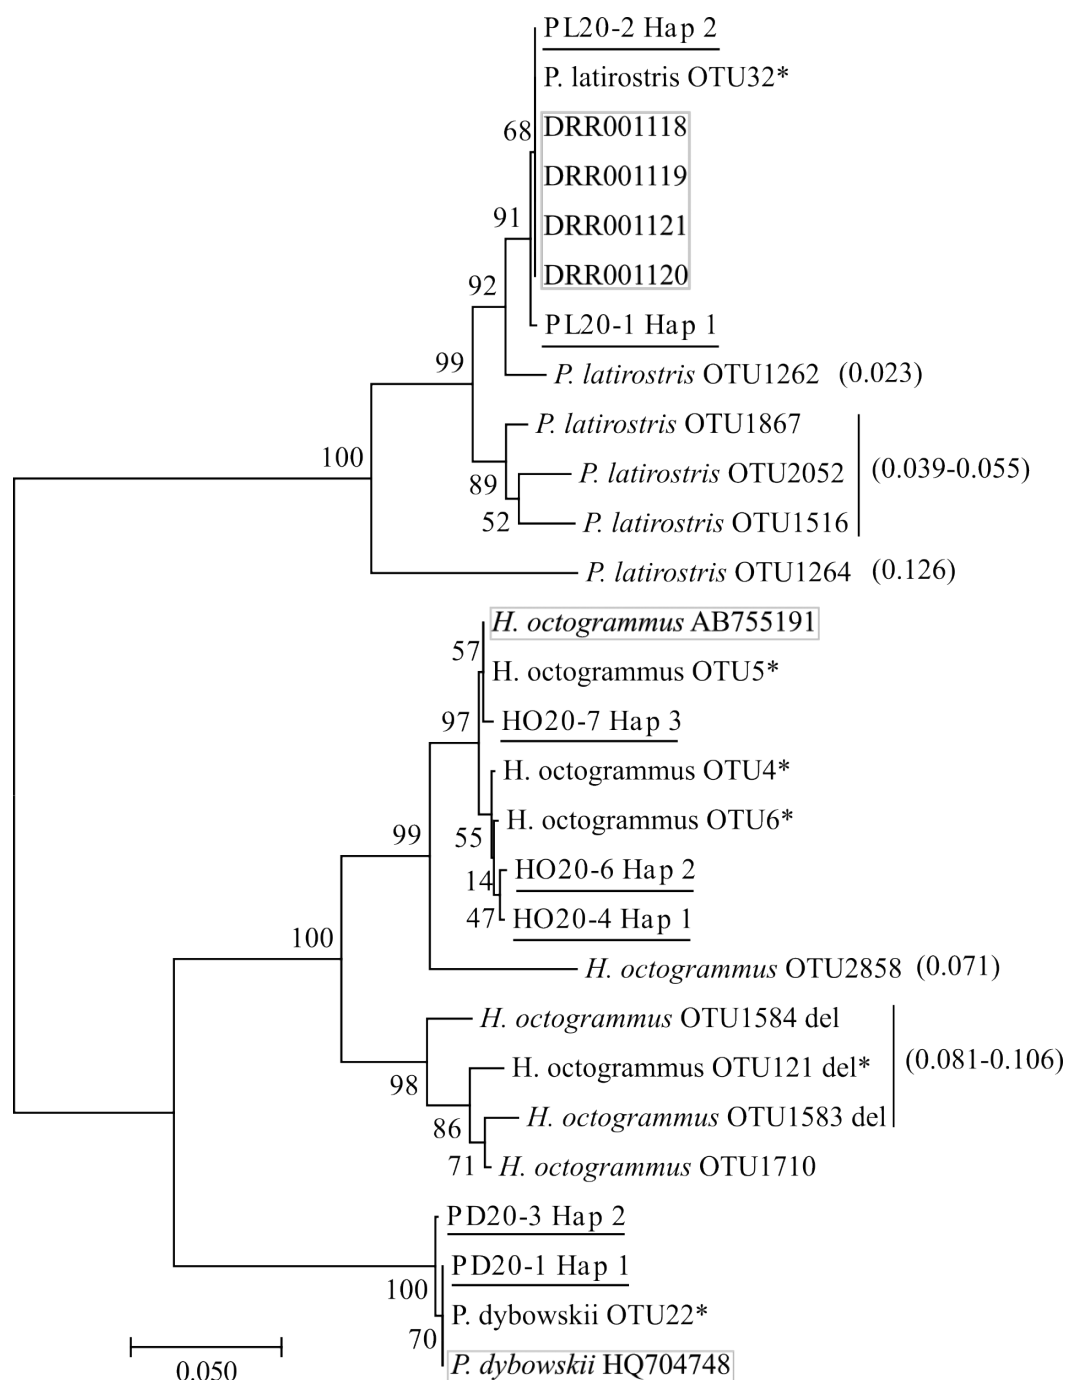 PL20-2 Hap 2
P. latirostris OTU32*
68
DRR001118
DRR001119
91
DRR001121
DRR001120
92
PL20-1 Hap 1
99
P. latirostris OTU1262 (0.023)
P. latirostris OTU1867
100
P. latirostris OTU2052
(0.039-0.055)
89
52
P. latirostris OTU1516
P. latirostris OTU1264 (0.126)
H. octogrammus AB755191
57
H. octogrammus OTU5*
97
HO20-7 Hap 3
H. octogrammus OTU4*
H. octogrammus OTU6*
99
55
HO20-6 Hap 2
14
47
HO20-4 Hap 1
100
H. octogrammus OTU2858 (0.071)
H. octogrammus OTU1584 del
H. octogrammus OTU121 del*
(0.081-0.106)
98
H. octogrammus OTU1583 del
86
71
H. octogrammus OTU1710
PD20-3 Hap 2
PD20-1 Hap 1
100
P. dybowskii OTU22*
70
P. dybowskii HQ704748
0.050